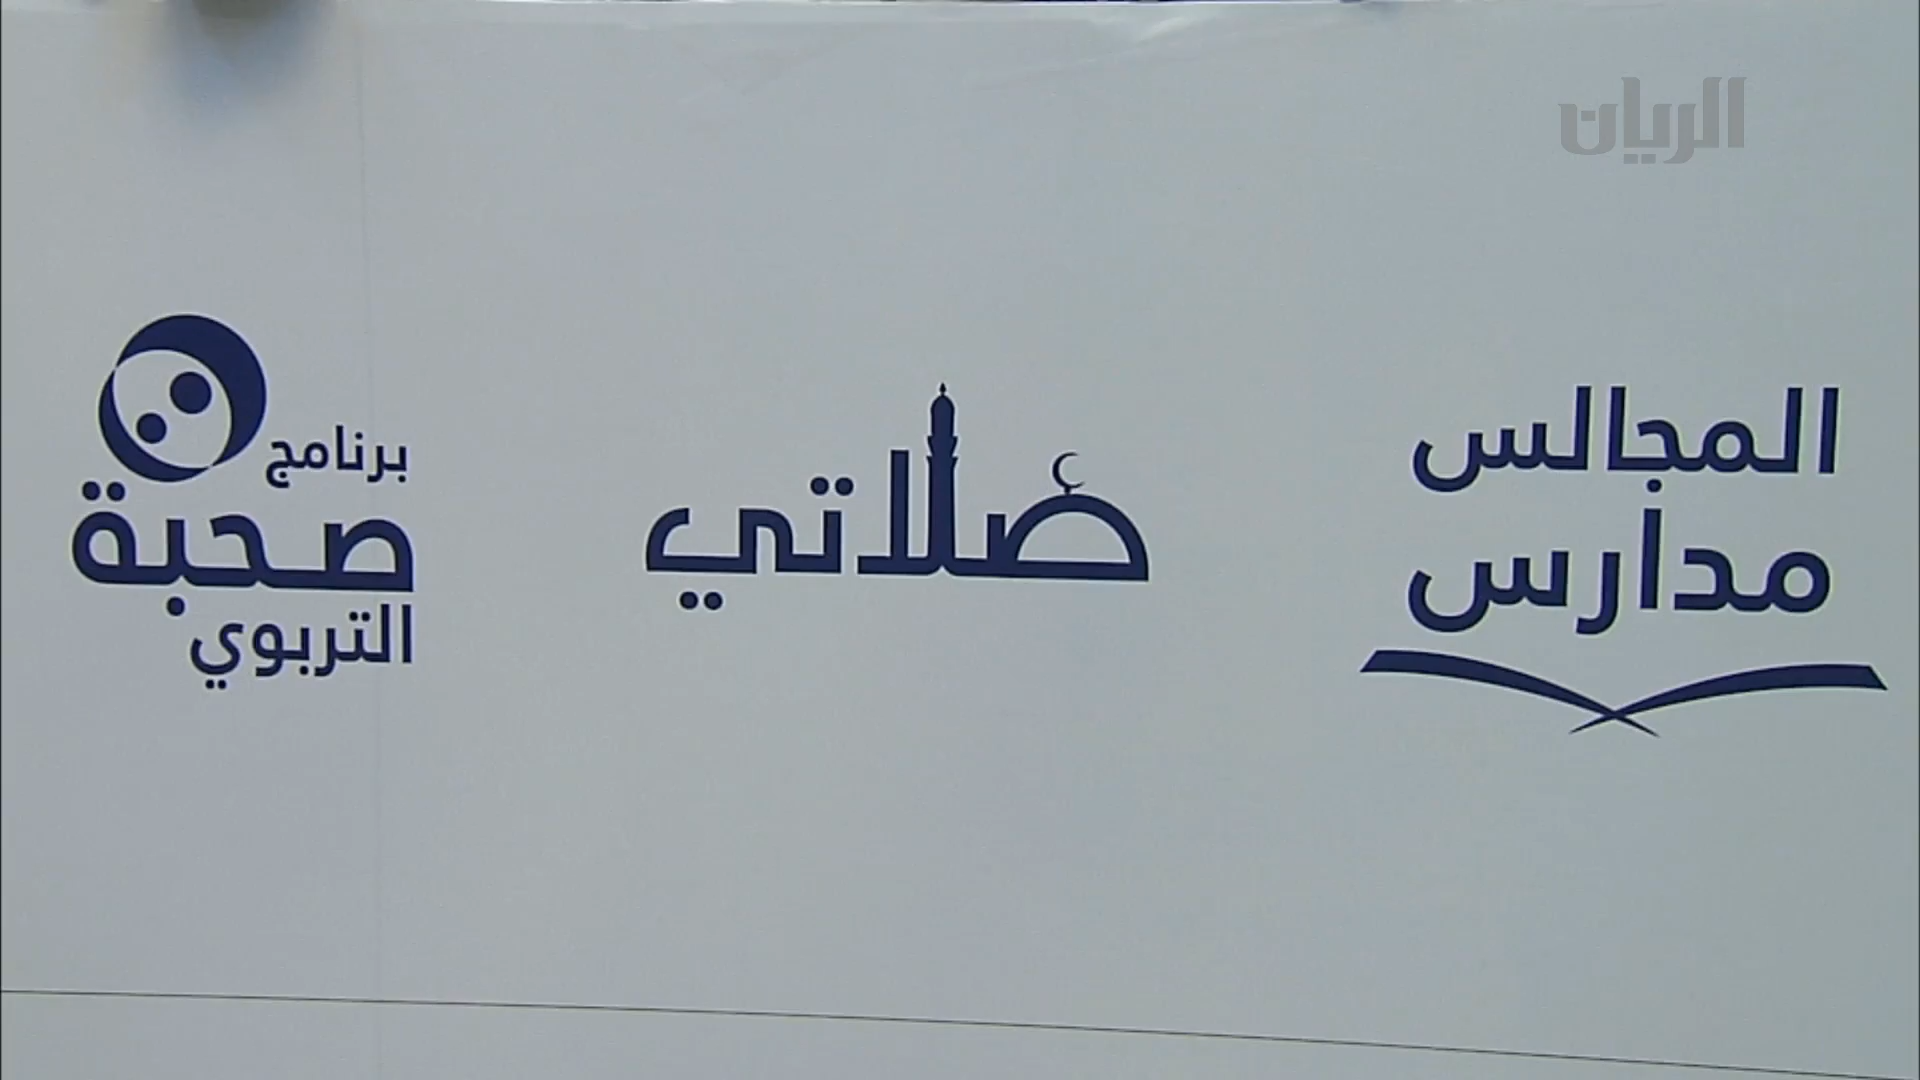 الريان
المجالس
مدارس
صلاتي
برنامج
صحبة
التربوي